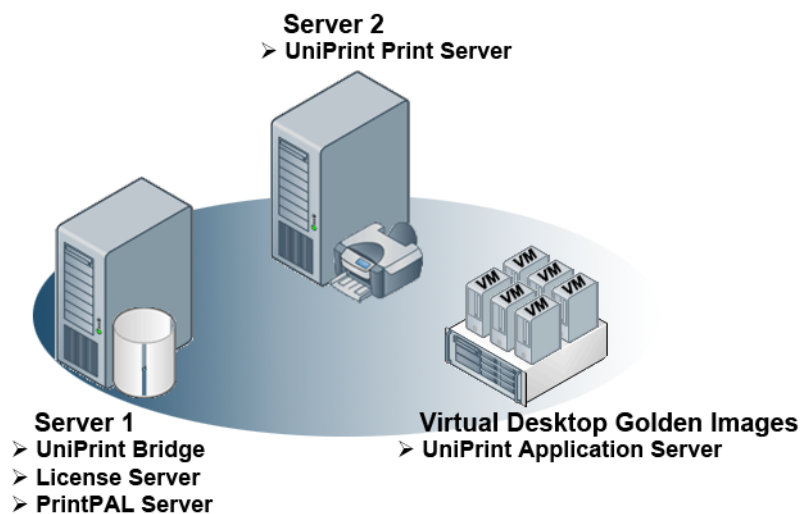 Server 2
➢ UniPrint Print Server
VM
VM
VM
VM
VM
VM
Server 1
➢ UniPrint Bridge
➢ License Server
➢ PrintPAL Server
Virtual Desktop Golden Images
➢ UniPrint Application Server